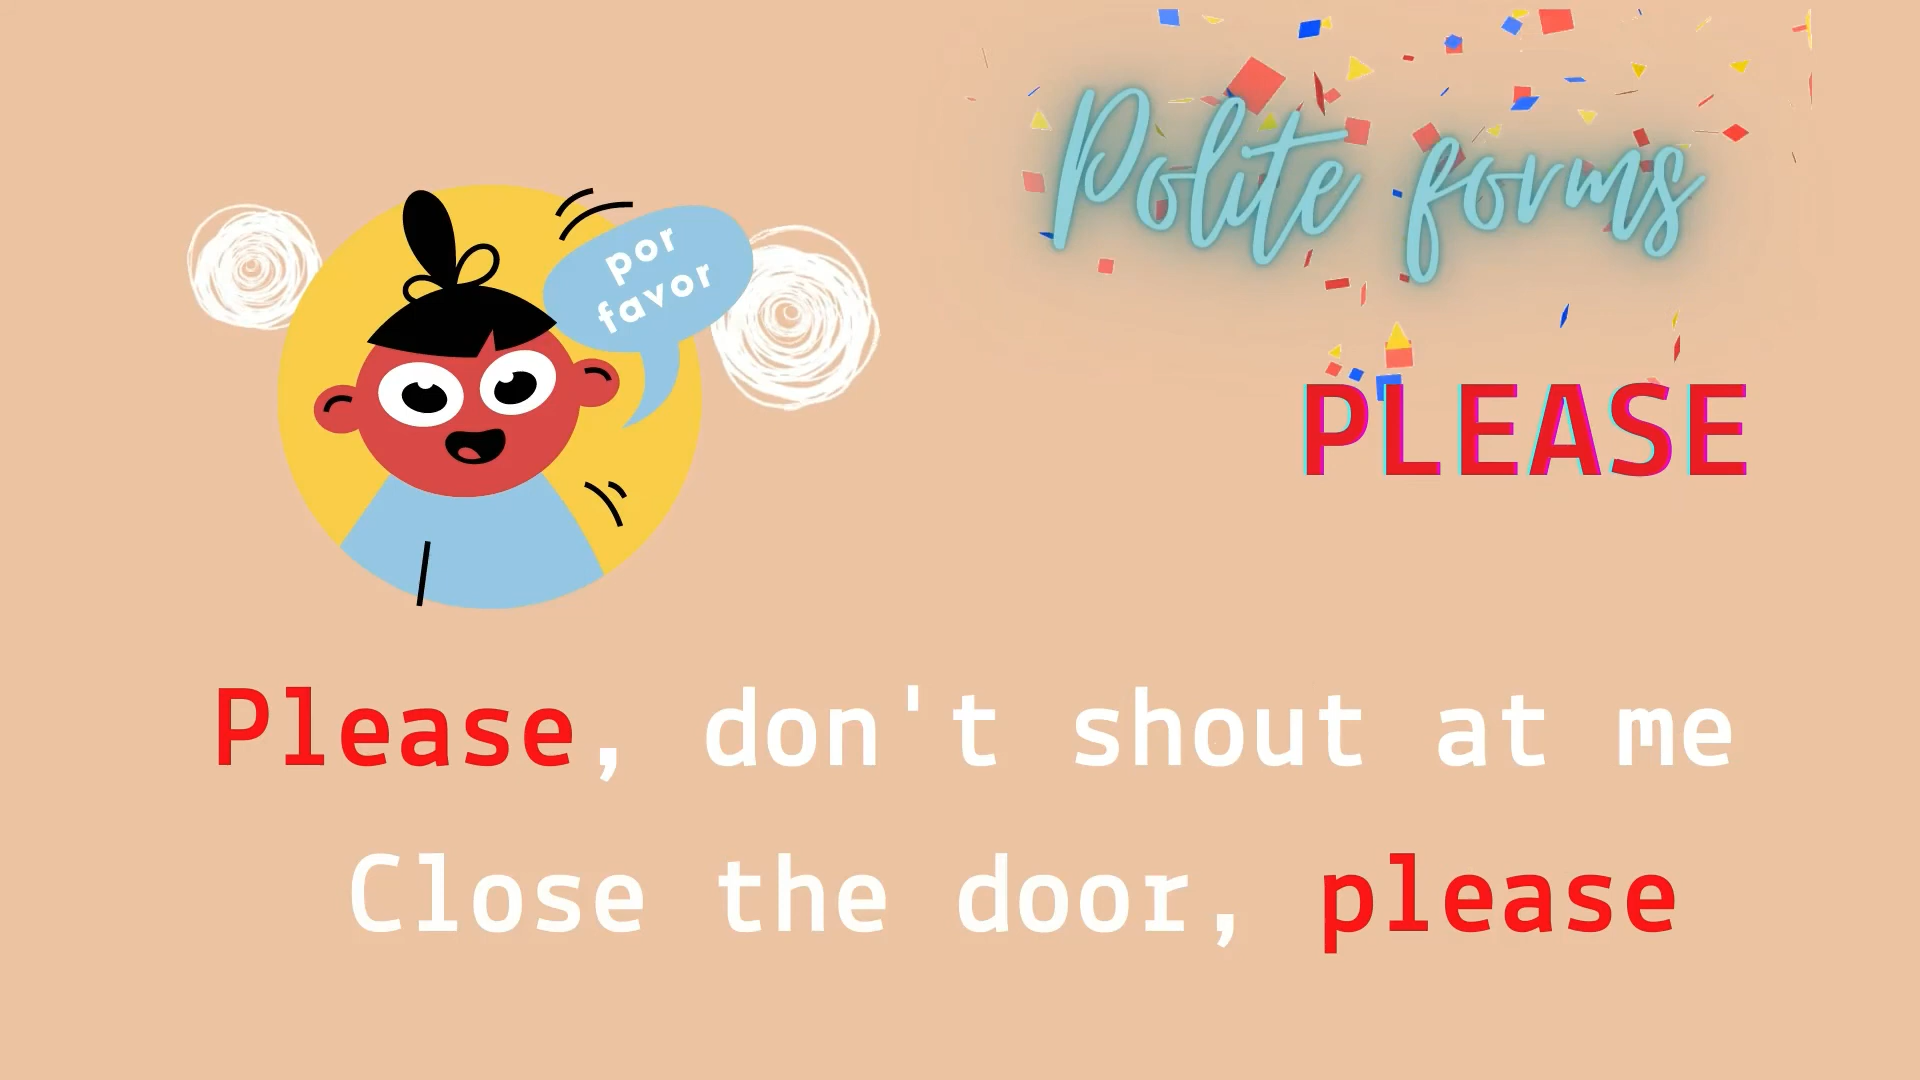 Polite forms
por
favor
PLEASE
Please, don't shout at me
Close the door, please